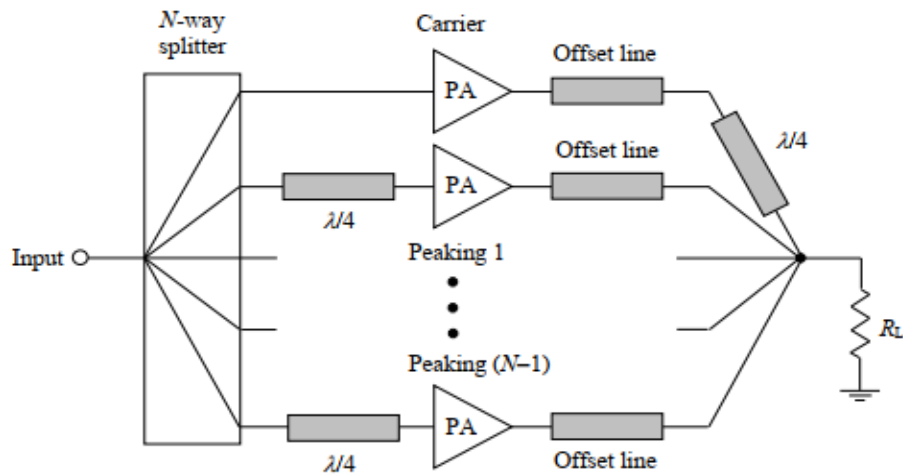 N-way
splitter
Carrier
PA
Offset line
λ/4
λ/4
PA
Offset line
Input
Peaking 1
R_L
Peaking (N–1)
λ/4
PA
Offset line